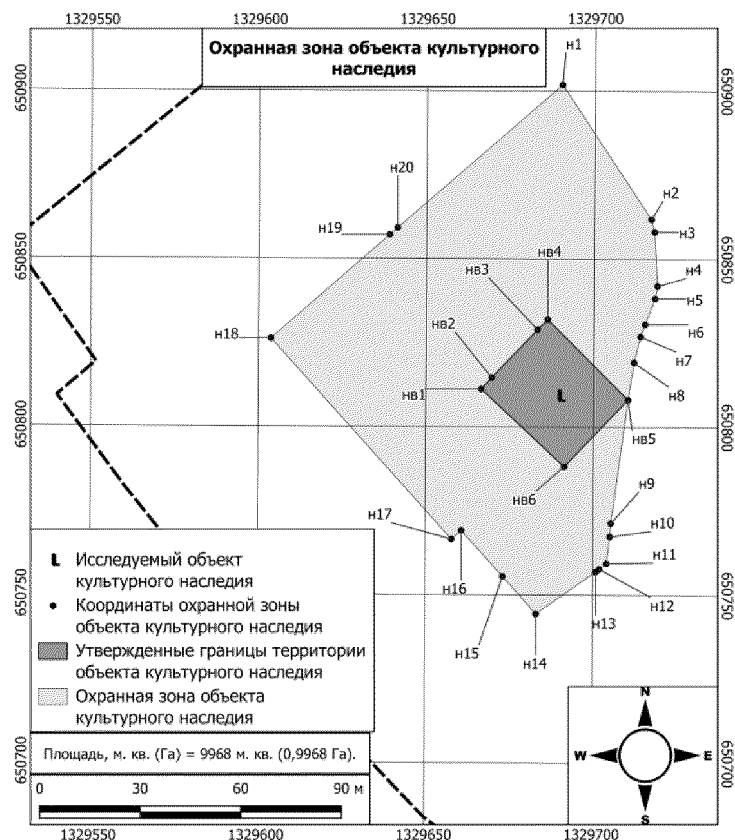 1329550 1329600 1329650 1329700
Охранная зона объекта культурного
наследия
н1
650900 650900
н20
н2
н19
н3
650850 650850
нв4
н4
нв3
н5
н18
нв2
н6
н7
нв1
L
н8
650800 650800
нв5
нв6
н9
н17
н10
н11
L Исследуемый объект
культурного наследия
Координаты охранной зоны
объекта культурного наследия
Утвержденные границы территории
объекта культурного наследия
Охранная зона объекта
культурного наследия
н16
650750 650750
н12
н13
н15
н14
N
W E
S
Площадь, м. кв. (Га) = 9968 м. кв. (0,9968 Га).
650700 650700
0 30 60 90 м
1329550 1329600 1329650 1329700